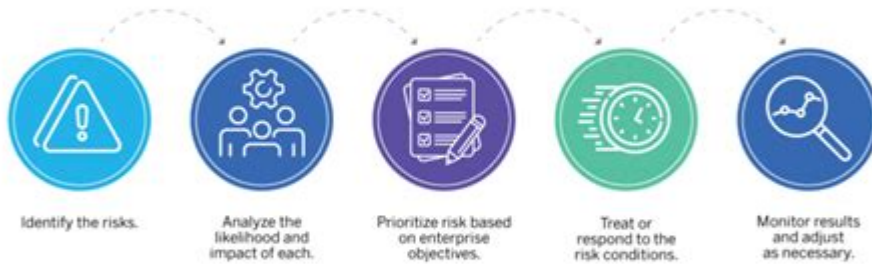 Identify the risks.
Analyze the
likelihood and
impact of each.
Prioritize risk based
on enterprise
objectives.
Treat or
respond to the
risk conditions.
Monitor results
and adjust
as necessary.